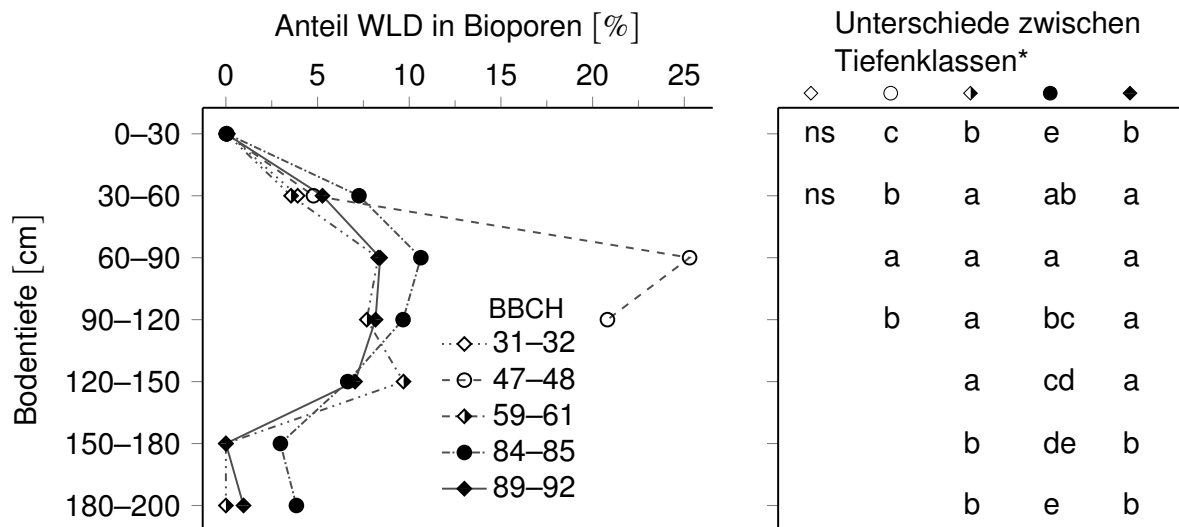 Anteil WLD in Bioporen [%]
0 5 10 20 25
Unterschiede zwischen
Tiefenklassen*
Bodentiefe [cm]
0–30 ns c b e b
30–60 ns b a ab a
60–90 a a a a
90–120 b a bc a
120–150 a cd a
150–180 b de b
180–200 b e b
BBCH
31–32
47–48
59–61
84–85
89–92